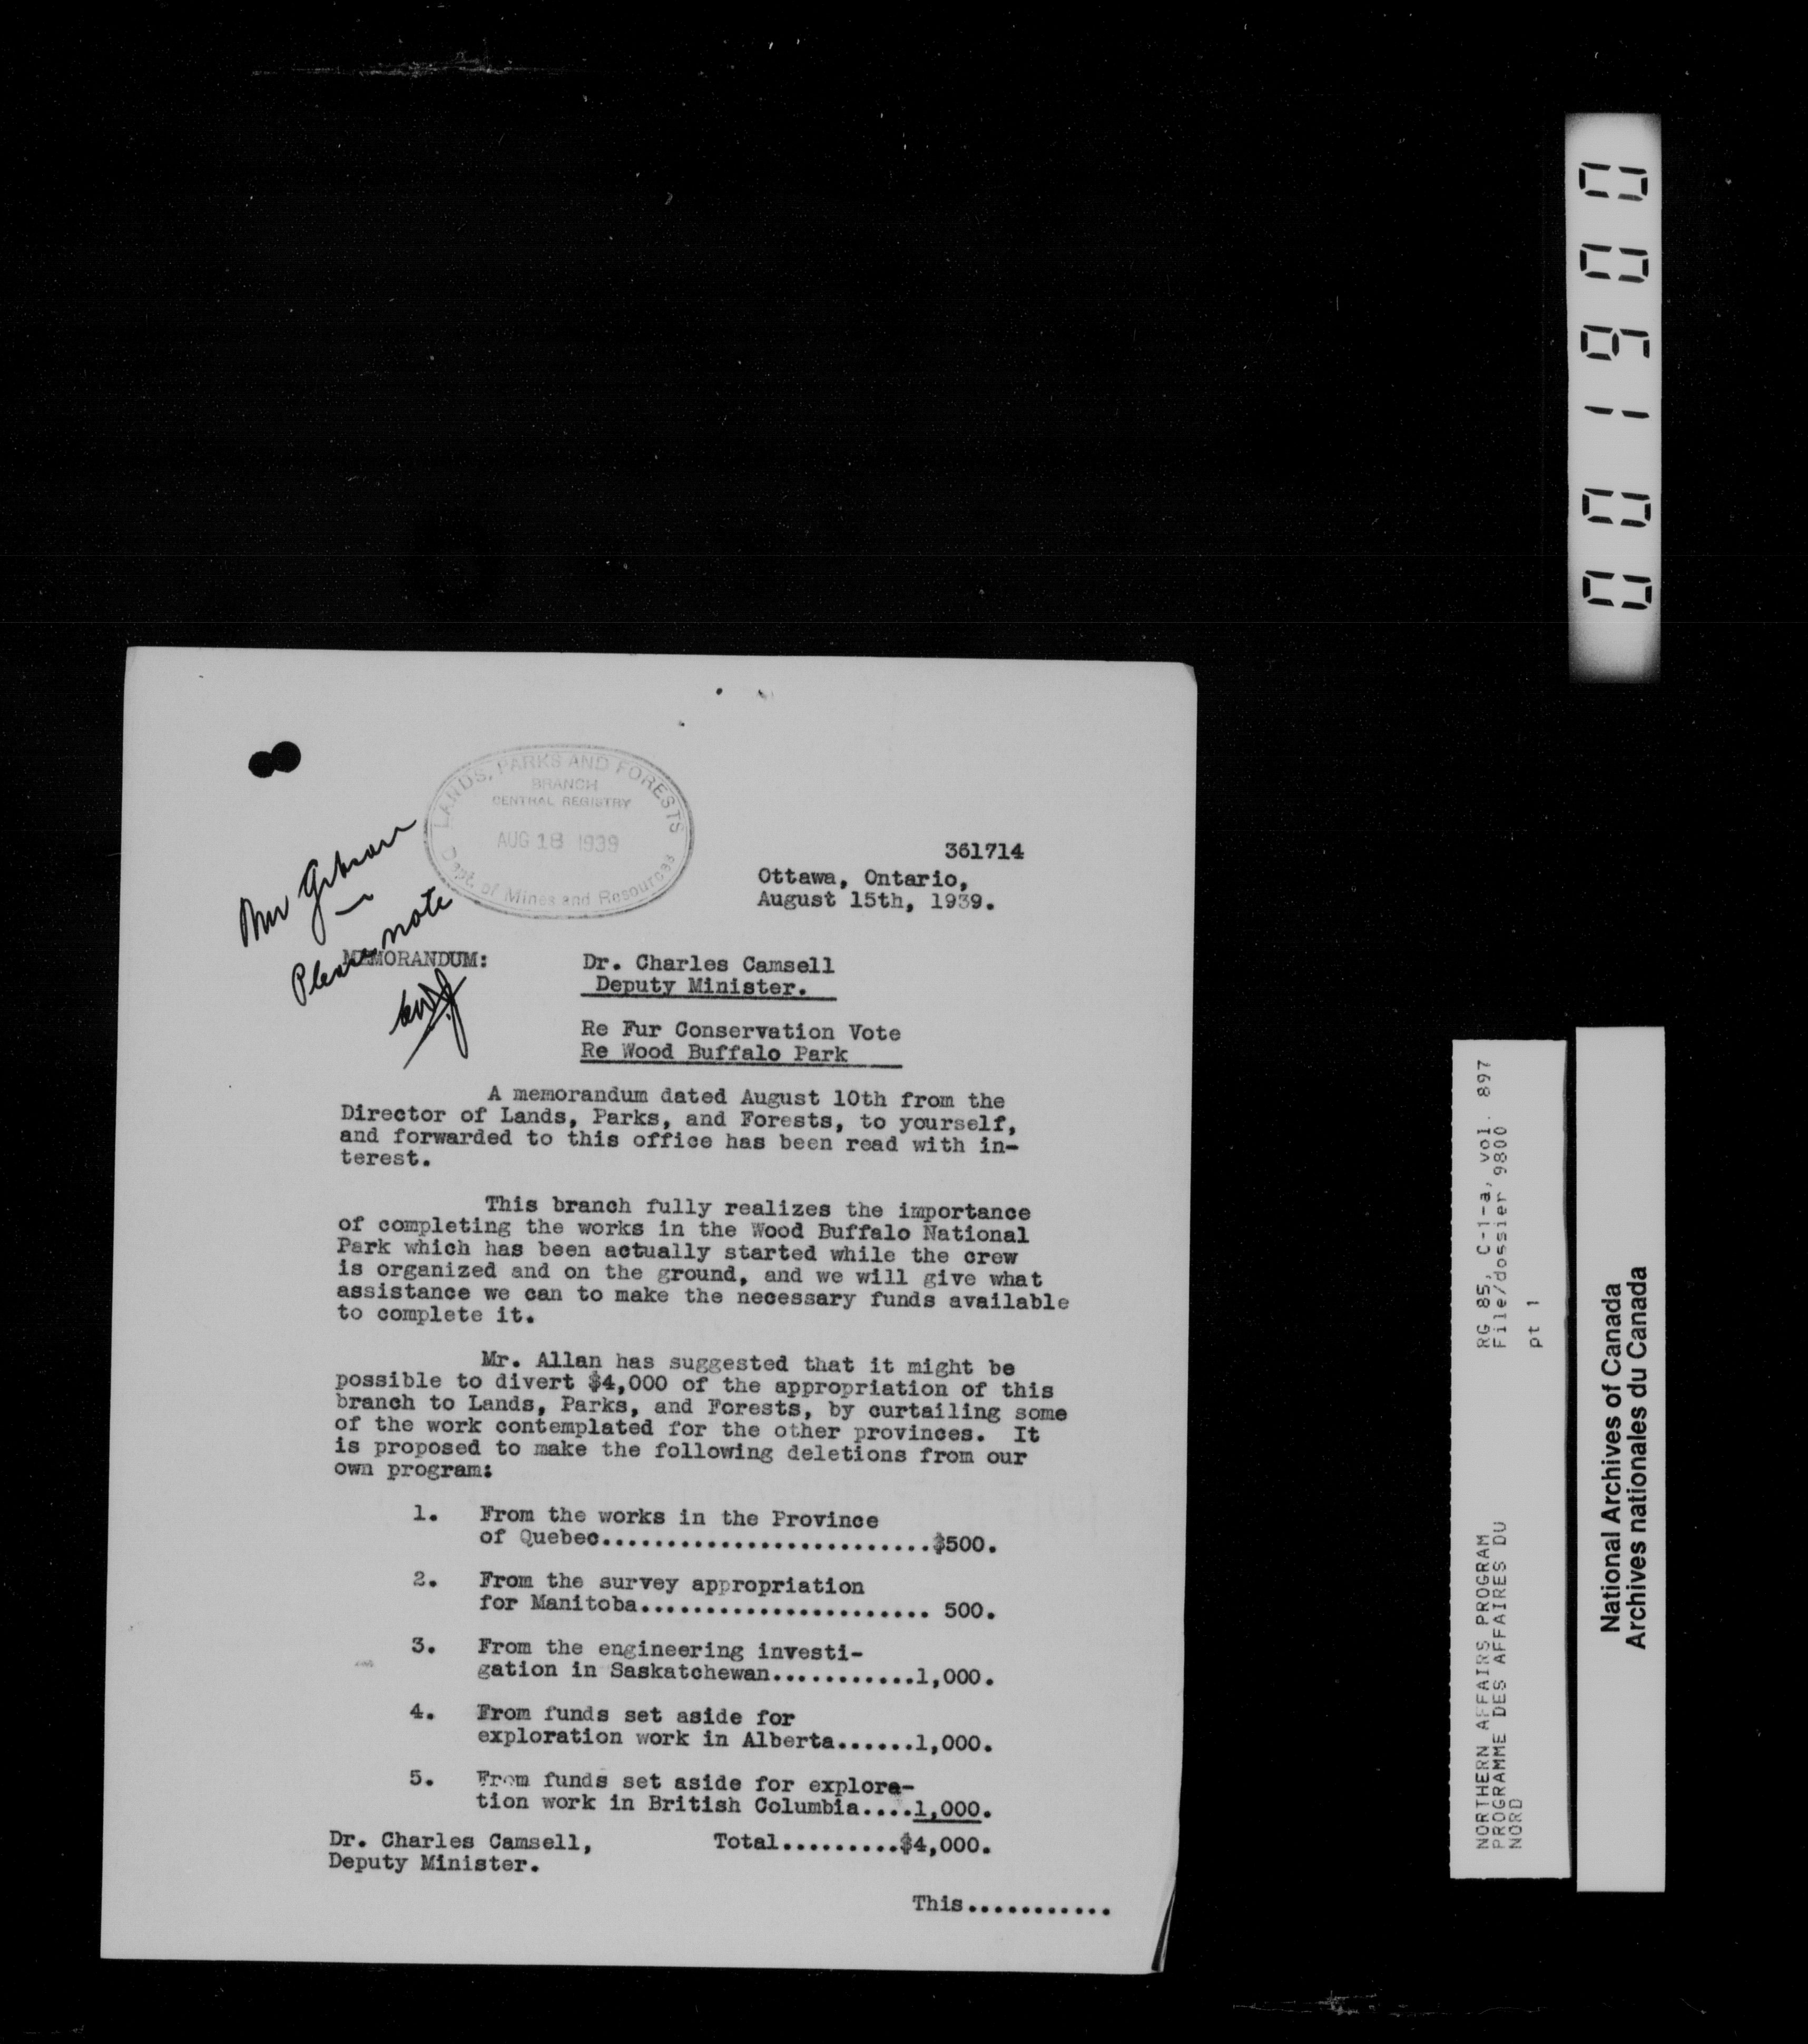 LANDS, PARKS AND FORESTS
BRANCH
CENTRAL REGISTRY
AUG 18 1939
Dept. of Mines and Resources
Mr Gibson
Please note
361714
Ottawa, Ontario,
August 15th, 1939.
MEMORANDUM:
Dr. Charles Camsell
Deputy Minister.
Re Fur Conservation Vote
Re Wood Buffalo Park
A memorandum dated August 10th from the
Director of Lands, Parks, and Forests, to yourself,
and forwarded to this office has been read with in-
terest.
This branch fully realizes the importance
of completing the works in the Wood Buffalo National
Park which has been actually started while the crew
is organized and on the ground, and we will give what
assistance we can to make the necessary funds available
to complete it.
Mr. Allan has suggested that it might be
possible to divert $4,000 of the appropriation of this
branch to Lands, Parks, and Forests, by curtailing some
of the work contemplated for the other provinces. It
is proposed to make the following deletions from our
own program:
1. From the works in the Province
of Quebec.........................$500.
2. From the survey appropriation
for Manitoba...................... 500.
3. From the engineering investi-
gation in Saskatchewan...........1,000.
4. From funds set aside for
exploration work in Alberta......1,000.
5. From funds set aside for explora-
tion work in British Columbia....1,000.
Dr. Charles Camsell, Total.........$4,000.
Deputy Minister.
This...........
RG 85, C-1-a, vol. 897
File/dossier 9800
pt 1
NORTHERN AFFAIRS PROGRAM
PROGRAMME DES AFFAIRES DU
NORD
National Archives of Canada
Archives nationales du Canada